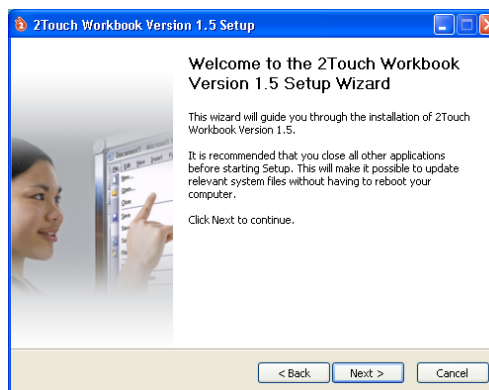 2Touch Workbook Version 1.5 Setup
Welcome to the 2Touch Workbook
Version 1.5 Setup Wizard
This wizard will guide you through the installation of 2Touch
Workbook Version 1.5.
It is recommended that you close all other applications
before starting Setup. This will make it possible to update
relevant system files without having to reboot your
computer.
Click Next to continue.
< Back
Next >
Cancel